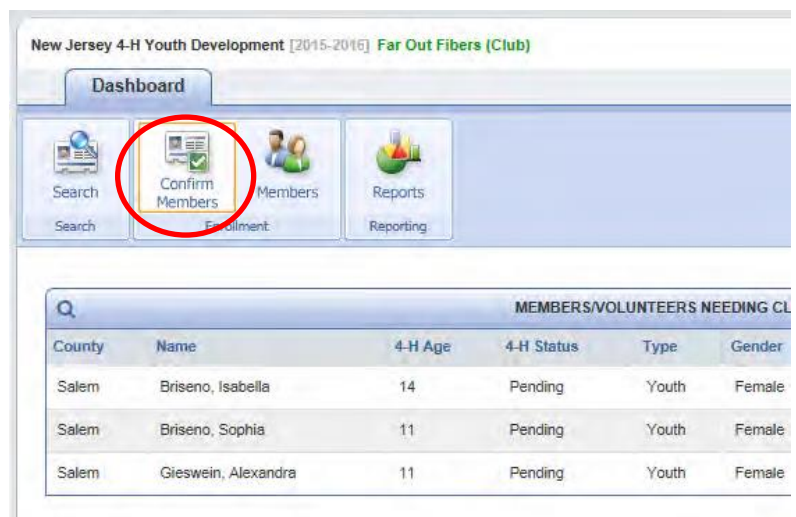 New Jersey 4-H Youth Development [2015-2016] Far Out Fibers (Club)
Dashboard
Search
Confirm
Members
Members
Reports
Search
Enrollment
Reporting
MEMBERS/VOLUNTEERS NEEDING CL
County Name 4-H Age 4-H Status Type Gender
Salem Briseno, Isabella 14 Pending Youth Female
Salem Briseno, Sophia 11 Pending Youth Female
Salem Gieswein, Alexandra 11 Pending Youth Female